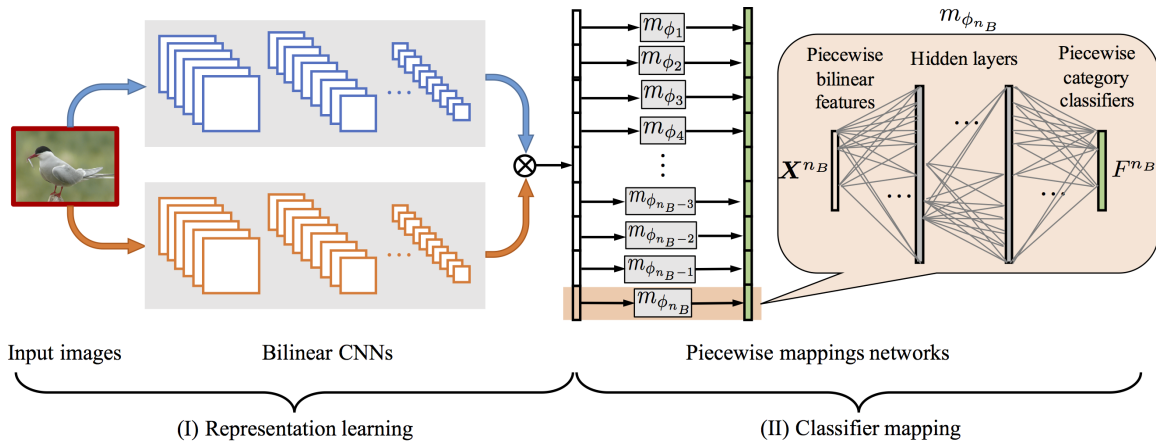 m_{ϕ_1}
m_{ϕ_2}
m_{ϕ_3}
m_{ϕ_4}
m_{ϕ_{n_B-3}}
m_{ϕ_{n_B-2}}
m_{ϕ_{n_B-1}}
m_{ϕ_{n_B}}
m_{ϕ_{n_B}}
Piecewise
bilinear
features
Hidden layers
Piecewise
category
classifiers
X^{n_B}
F^{n_B}
Input images
Bilinear CNNs
Piecewise mappings networks
(I) Representation learning
(II) Classifier mapping